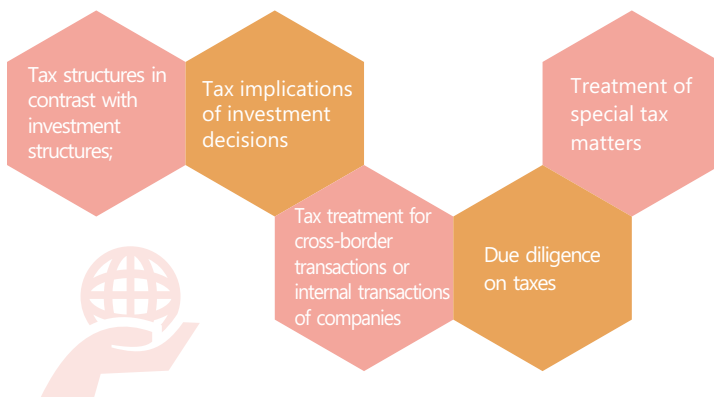 Tax structures in
contrast with
investment
structures;
Tax implications
of investment
decisions
Tax treatment for
cross-border
transactions or
internal transactions
of companies
Due diligence
on taxes
Treatment of
special tax
matters